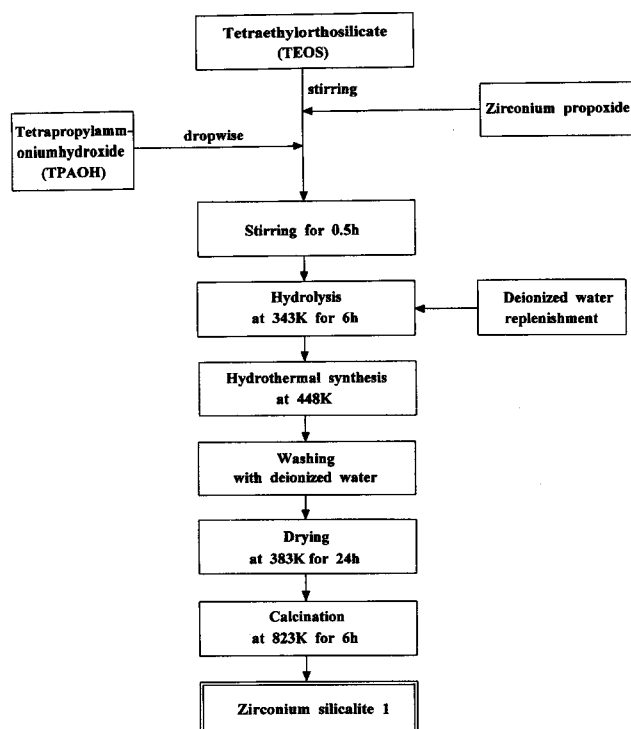 Tetraethylorthosilicate
(TEOS)
stirring
Zirconium propoxide
Tetrapropylamm-
oniumhydroxide
(TPAOH)
dropwise
Stirring for 0.5h
Hydrolysis
at 343K for 6h
Deionized water
replenishment
Hydrothermal synthesis
at 448K
Washing
with deionized water
Drying
at 383K for 24h
Calcination
at 823K for 6h
Zirconium silicalite 1